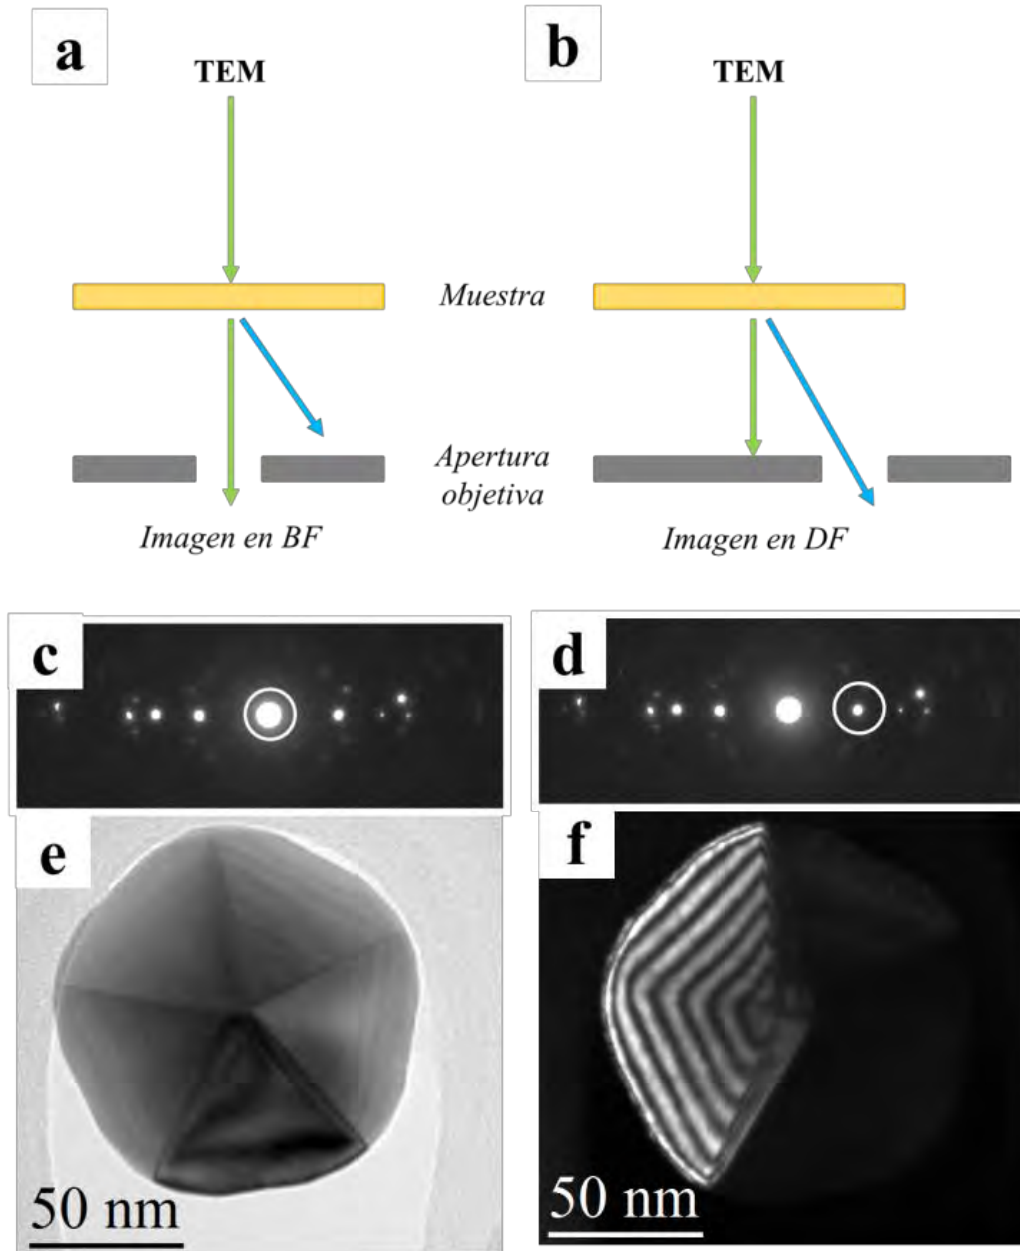 a
b
TEM
TEM
Muestra
Apertura
objetiva
Imagen en BF
Imagen en DF
c
d
e
f
50 nm
50 nm